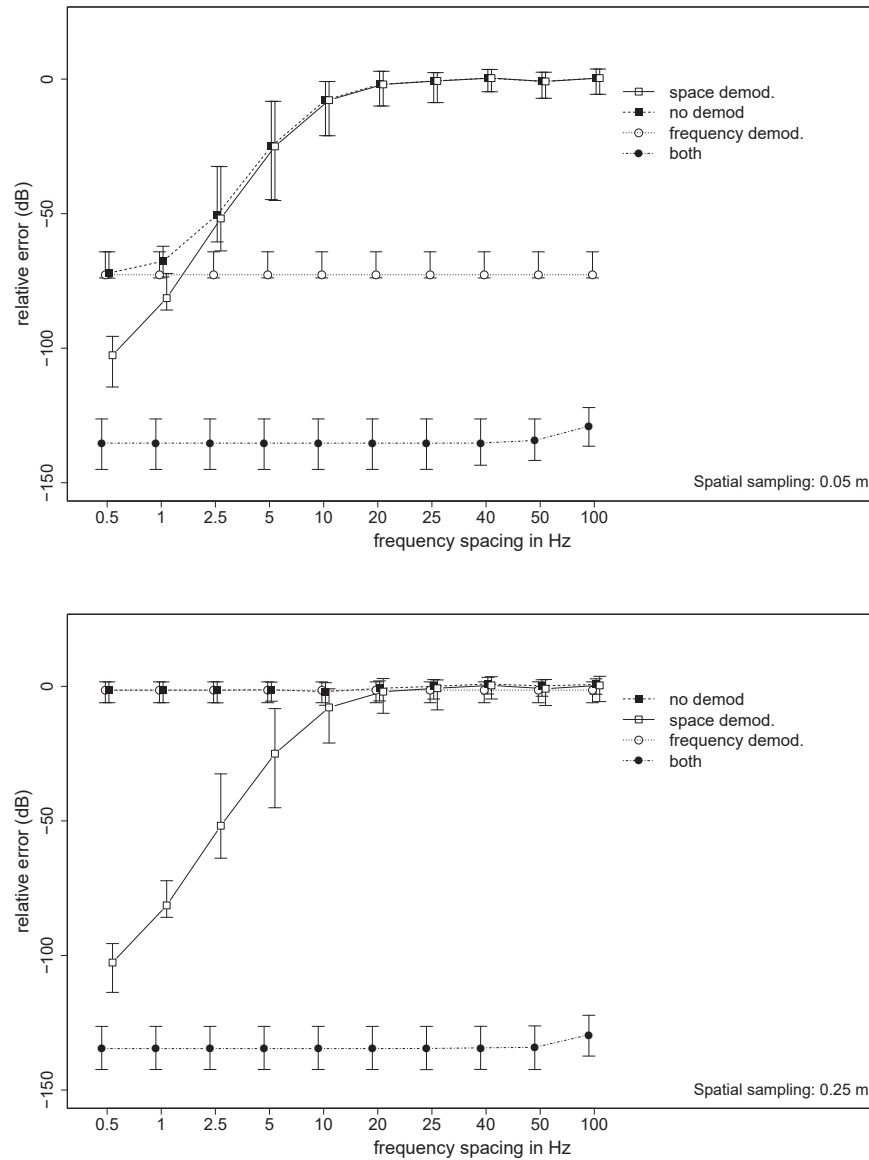 0
−50
−100
−150
relative error (dB)
space demod.
no demod
frequency demod.
both
Spatial sampling: 0.05 m
0.5 1 2.5 5 10 20 25 40 50 100
frequency spacing in Hz
0
−50
−100
−150
relative error (dB)
no demod
space demod.
frequency demod.
both
Spatial sampling: 0.25 m
0.5 1 2.5 5 10 20 25 40 50 100
frequency spacing in Hz